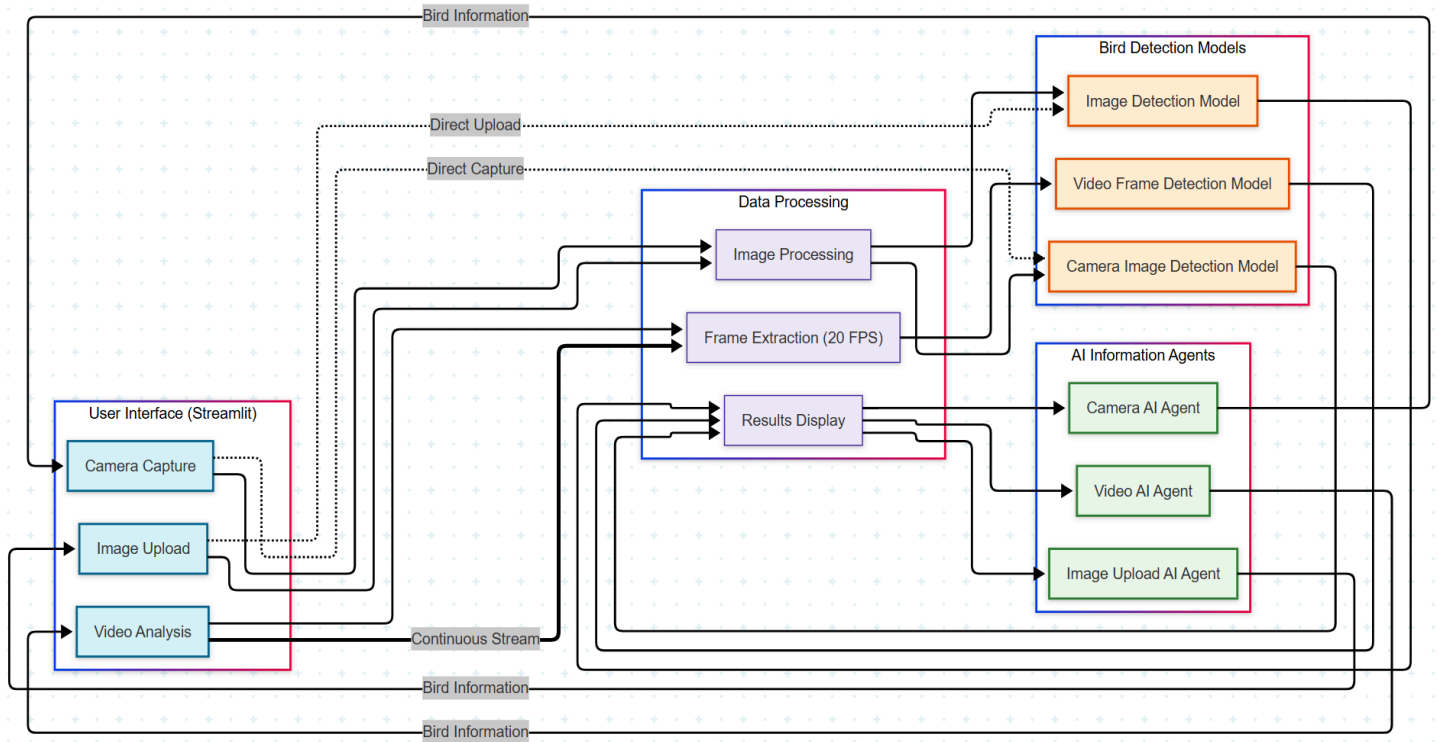 Bird Information
Bird Detection Models
Image Detection Model
Direct Upload
Direct Capture
Video Frame Detection Model
Data Processing
Image Processing
Camera Image Detection Model
Frame Extraction (20 FPS)
AI Information Agents
User Interface (Streamlit)
Results Display
Camera AI Agent
Camera Capture
Video AI Agent
Image Upload
Image Upload AI Agent
Video Analysis
Continuous Stream
Bird Information
Bird Information